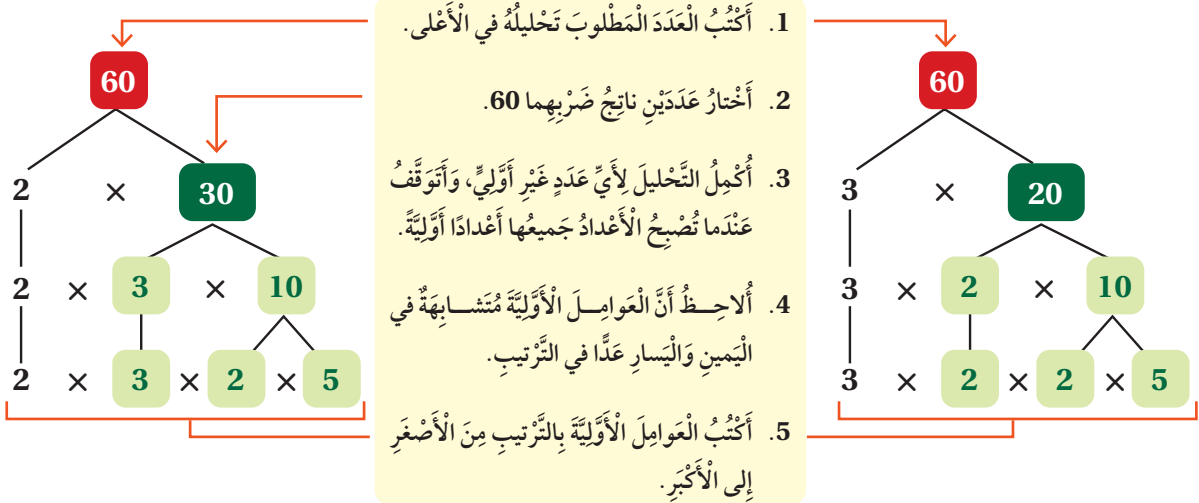 1. أَكْتُبُ الْعَدَدَ الْمَطْلوبَ تَحْليلُهُ في الْأَعْلى.
2. أَخْتارُ عَدَدَيْنِ ناتِجُ ضَرْبِهِما 60.
3. أُكْمِلُ التَّحْليلَ لِأَيِّ عَدَدٍ غَيْرِ أَوَّلِيٍّ، وَأَتَوَقَّفُ
عَنْدَما تُصْبِحُ الْأَعْدادُ جَميعُها أَعْدادًا أَوَّلِيَّةً.
4. أُلاحِـظُ أَنَّ الْعَوامِـلَ الْأَوَّلِيَّةَ مُتَشـابِهَةٌ في
الْيَمينِ وَالْيَسارِ عَدًّا في التَّرْتيبِ.
5. أَكْتُبُ الْعَوامِلَ الْأَوَّلِيَّةَ بِالتَّرْتيبِ مِنَ الْأَصْغَرِ
إِلى الْأَكْبَرِ.
60
2 × 30
2 × 3 × 10
2 × 3 × 2 × 5
60
3 × 20
3 × 2 × 10
3 × 2 × 2 × 5